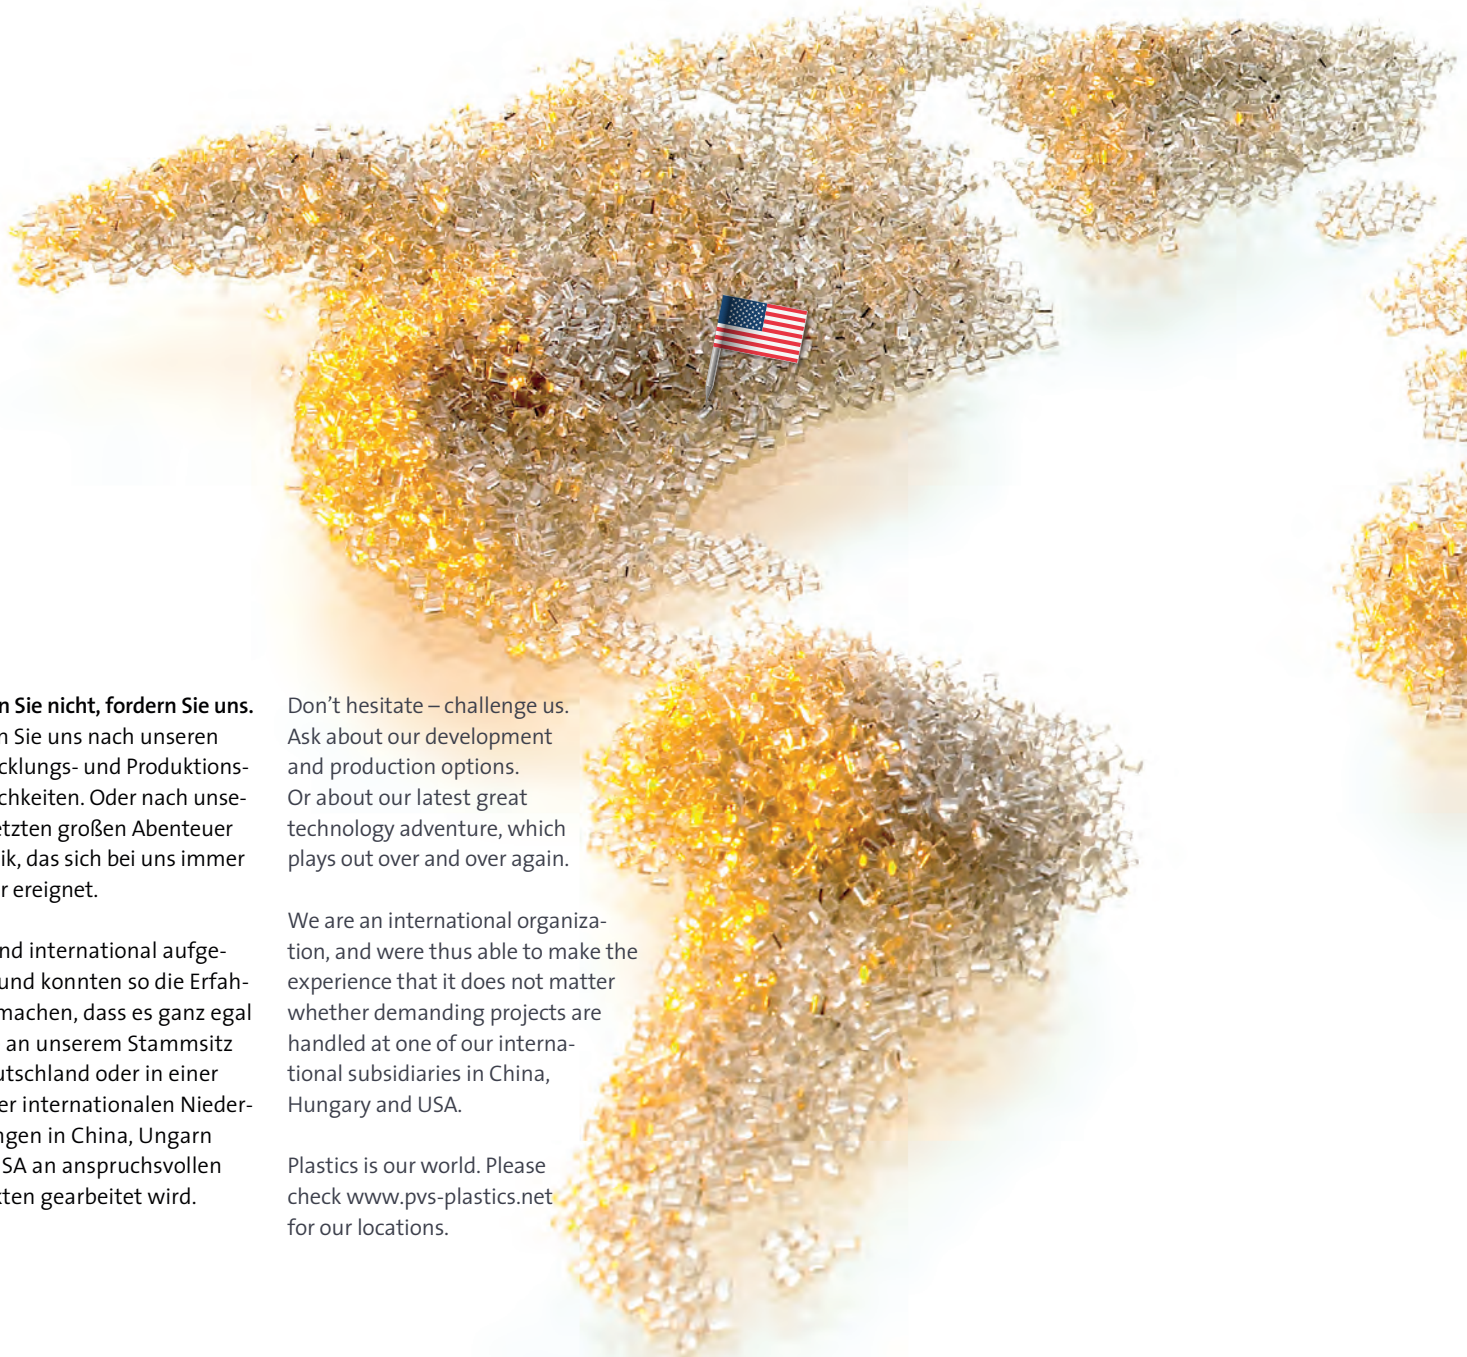 n Sie nicht, fordern Sie uns.
n Sie uns nach unseren
cklungs- und Produktions-
chkeiten. Oder nach unse-
etzten großen Abenteuer
ik, das sich bei uns immer
r ereignet.
nd international aufge-
und konnten so die Erfah-
machen, dass es ganz egal
an unserem Stammsitz
utschland oder in einer
er internationalen Nieder-
ngen in China, Ungarn
SA an anspruchsvollen
kten gearbeitet wird.
Don’t hesitate – challenge us.
Ask about our development
and production options.
Or about our latest great
technology adventure, which
plays out over and over again.
We are an international organiza-
tion, and were thus able to make the
experience that it does not matter
whether demanding projects are
handled at one of our interna-
tional subsidiaries in China,
Hungary and USA.
Plastics is our world. Please
check www.pvs-plastics.net
for our locations.